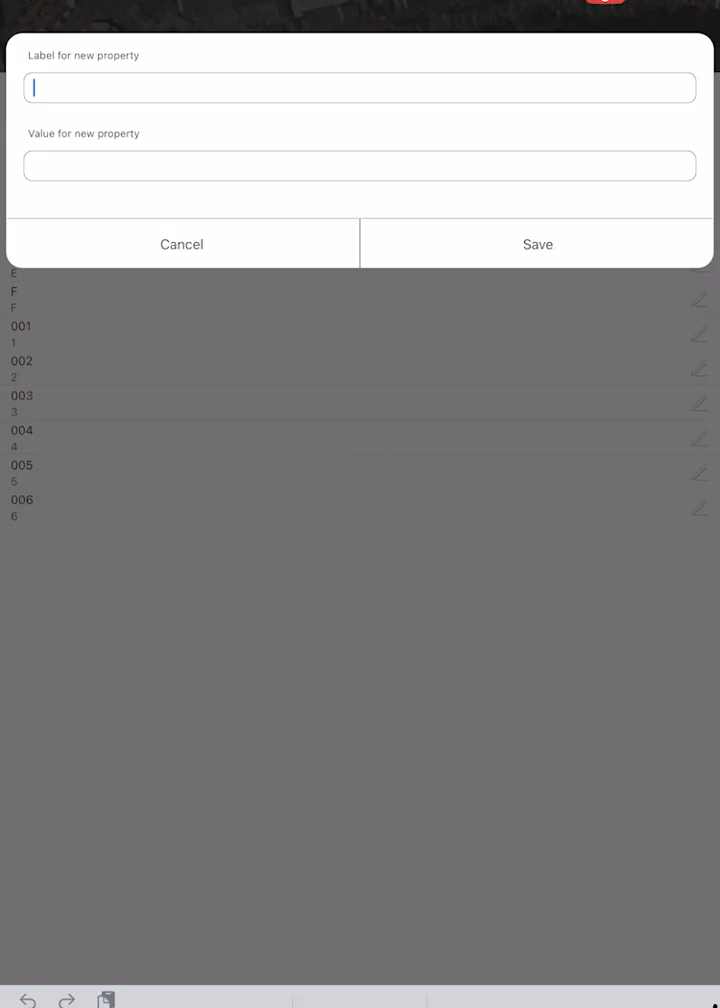 Label for new property
Value for new property
Cancel
Save
E
F
F
001
1
002
2
003
3
004
4
005
5
006
6